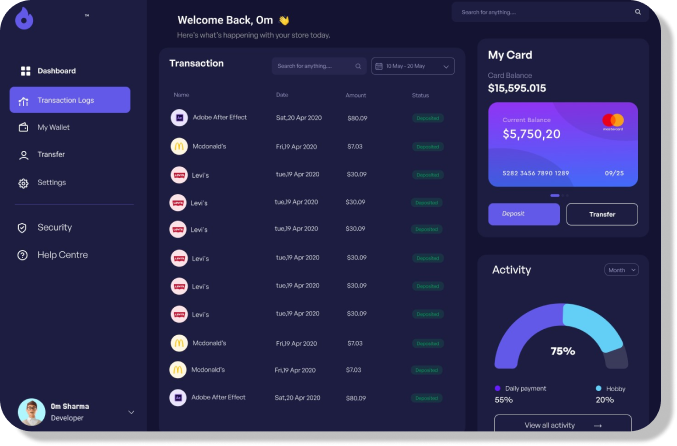 ™
Welcome Back, Om 👋
Here's what's happening with your store today.
Search for anything...
Dashboard
Transaction Logs
My Wallet
Transfer
Settings
Security
Help Centre
Om Sharma
Developer
Transaction
Search for anything...
10 May - 20 May
Name Date Amount Status
Adobe After Effect Sat,20 Apr 2020 $80.09 Deposited
Mcdonald's Fri,19 Apr 2020 $7.03 Deposited
Levi's tue,19 Apr 2020 $30.09 Deposited
Levi's tue,19 Apr 2020 $30.09 Deposited
Levi's tue,19 Apr 2020 $30.09 Deposited
Levi's tue,19 Apr 2020 $30.09 Deposited
Levi's tue,19 Apr 2020 $30.09 Deposited
Levi's tue,19 Apr 2020 $30.09 Deposited
Mcdonald's Fri,19 Apr 2020 $7.03 Deposited
Mcdonald's Fri,19 Apr 2020 $7.03 Deposited
Adobe After Effect Sat,20 Apr 2020 $80.09 Deposited
My Card
Card Balance
$15,595.015
Current Balance
$5,750,20
mastercard
5282 3456 7890 1289 09/25
Deposit Transfer
Activity Month
75%
Daily payment Hobby
55% 20%
View all activity →